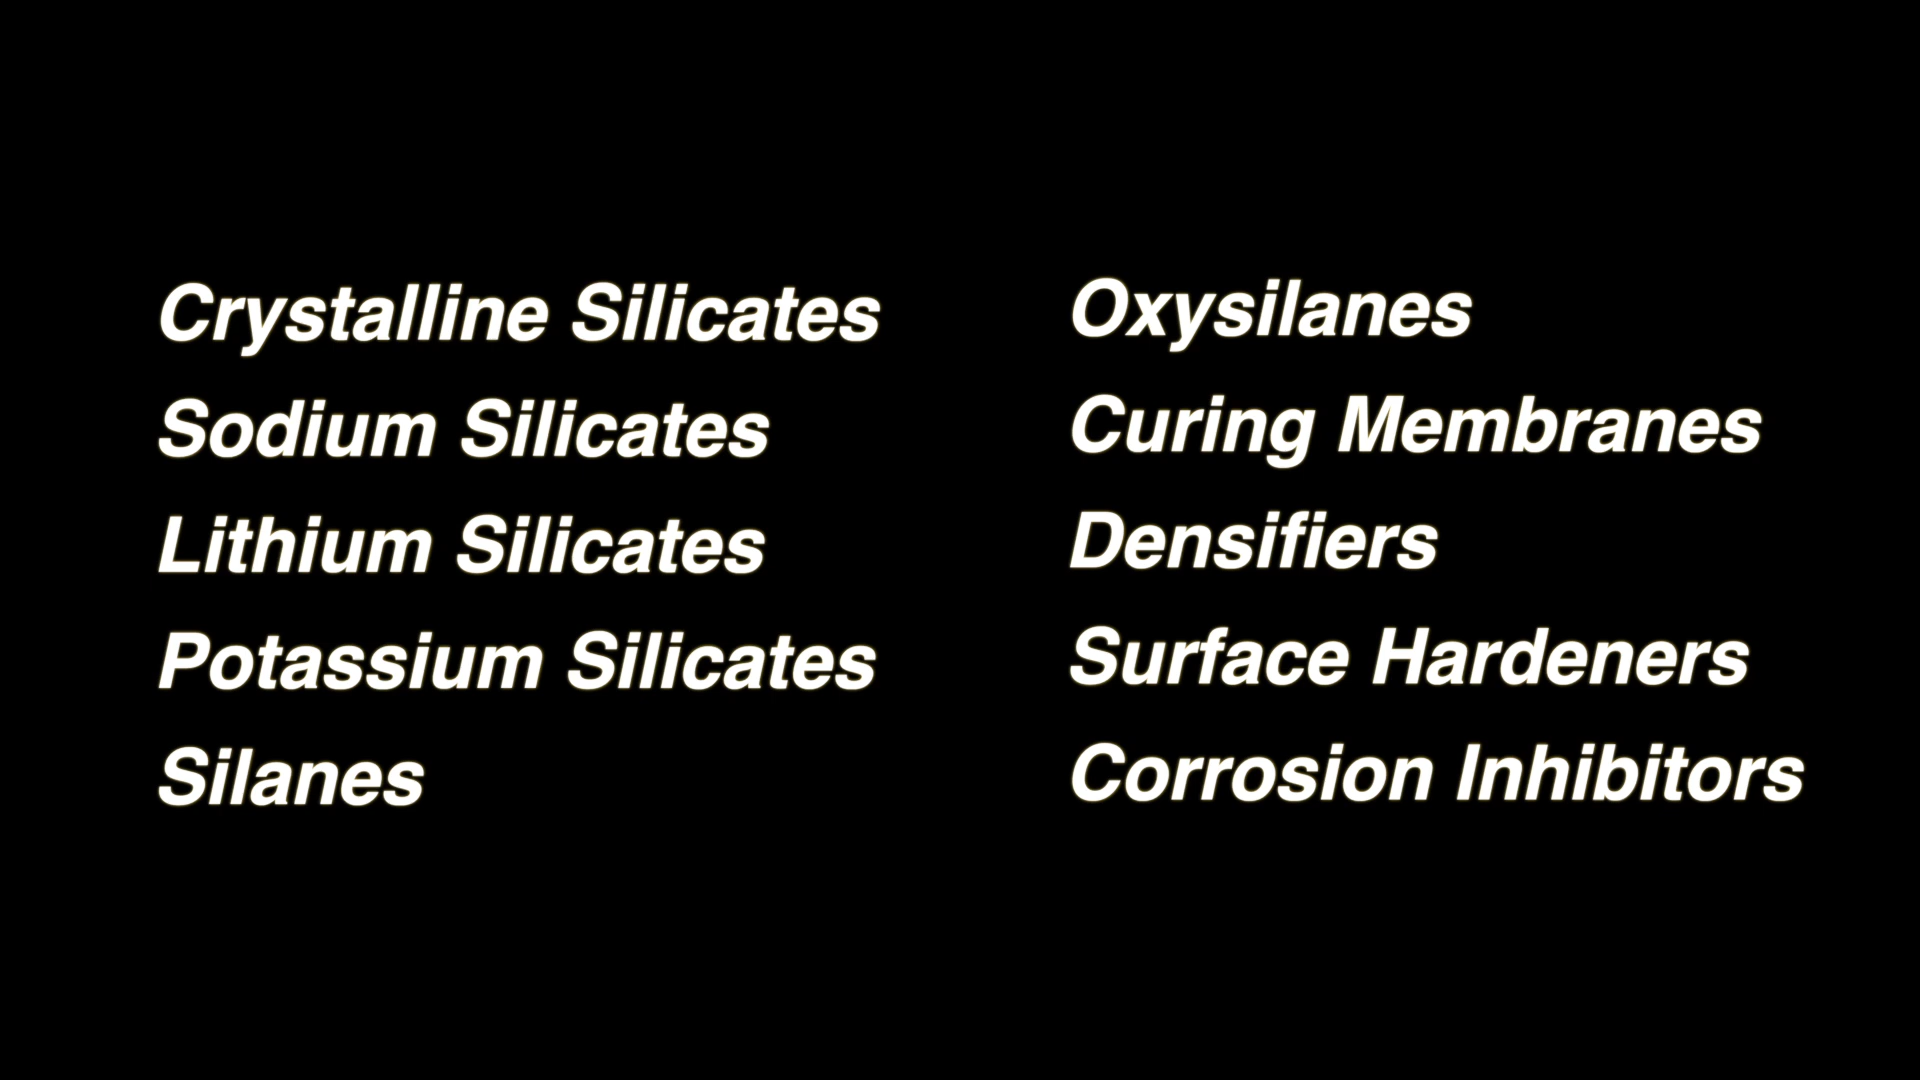 Crystalline Silicates
Sodium Silicates
Lithium Silicates
Potassium Silicates
Silanes
Oxysilanes
Curing Membranes
Densifiers
Surface Hardeners
Corrosion Inhibitors